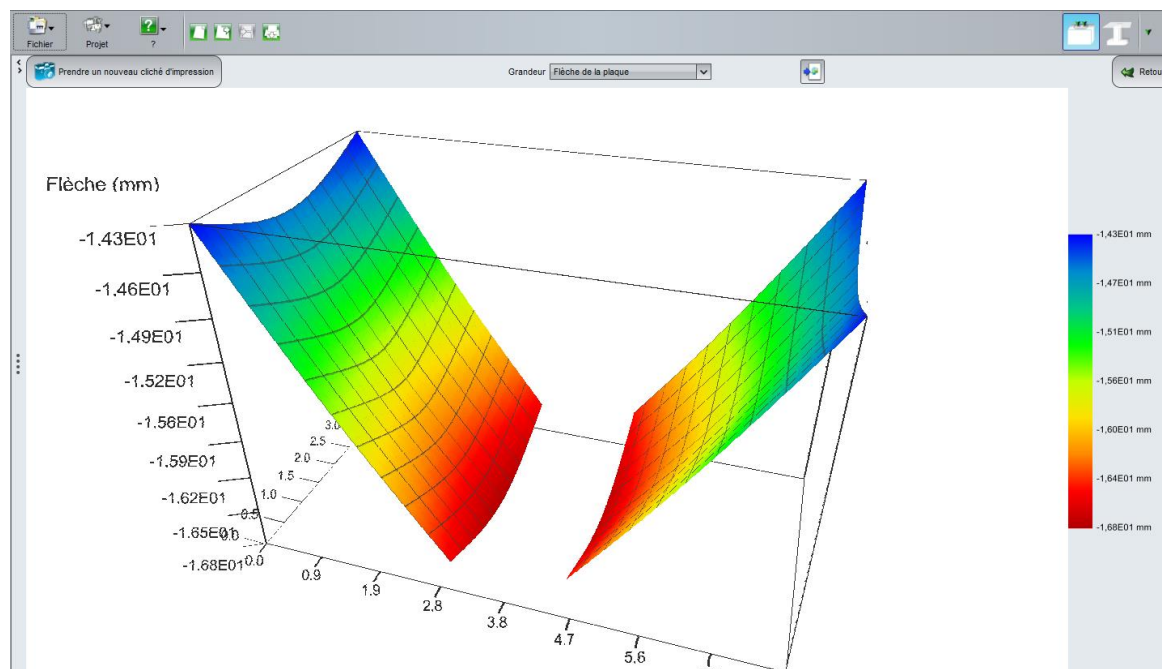 Fichier
Projet
?
Prendre un nouveau cliché d'impression
Grandeur Flèche de la plaque
Retou
Flèche (mm)
-1.43E01
-1.46E01
-1.49E01
-1.52E01
-1.56E01
-1.59E01
-1.62E01
-1.65E01
-1.68E01
3.0
2.5
2.0
1.5
1.0
0.5
0.0
0.0
0.9
1.9
2.8
3.8
4.7
5.6
-1,43E01 mm
-1,47E01 mm
-1,51E01 mm
-1,56E01 mm
-1,60E01 mm
-1,64E01 mm
-1,68E01 mm